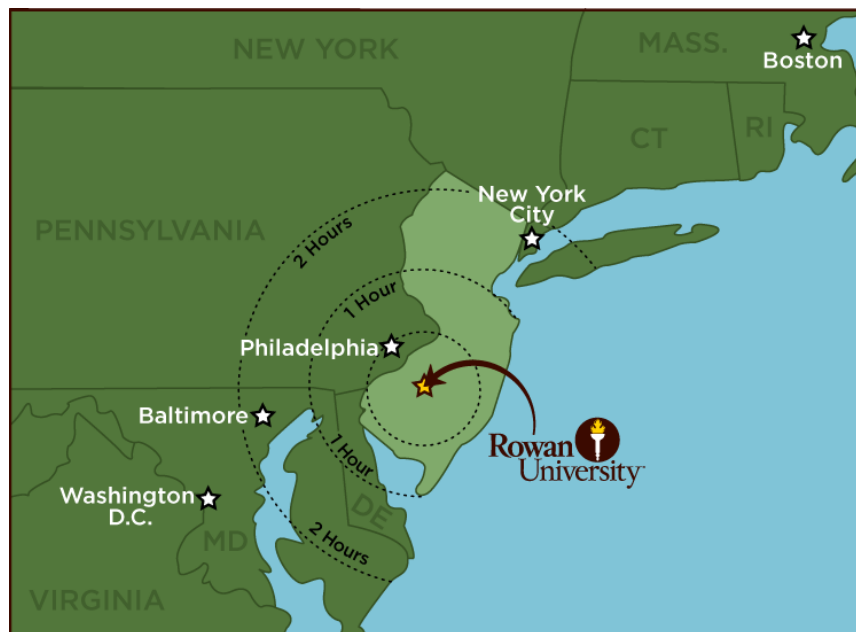 NEW YORK
MASS.
Boston
CT
RI
New York
City
PENNSYLVANIA
2 Hours
1 Hour
Philadelphia
Baltimore
Rowan
University
1 Hour
Washington
D.C.
DE
MD
2 Hours
VIRGINIA